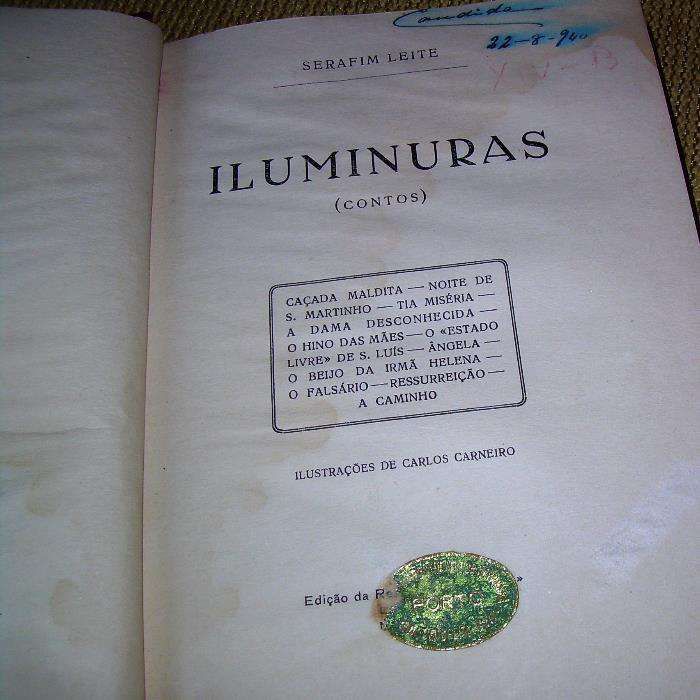 Candida
22-8-940
SERAFIM LEITE
ILUMINURAS
(CONTOS)
CAÇADA MALDITA — NOITE DE
S. MARTINHO — TIA MISÉRIA —
A DAMA DESCONHECIDA —
O HINO DAS MÃES — O «ESTADO
LIVRE» DE S. LUÍS — ÂNGELA —
O BEIJO DA IRMÃ HELENA —
O FALSÁRIO — RESSURREIÇÃO —
A CAMINHO
ILUSTRAÇÕES DE CARLOS CARNEIRO
Edição da
PORTO